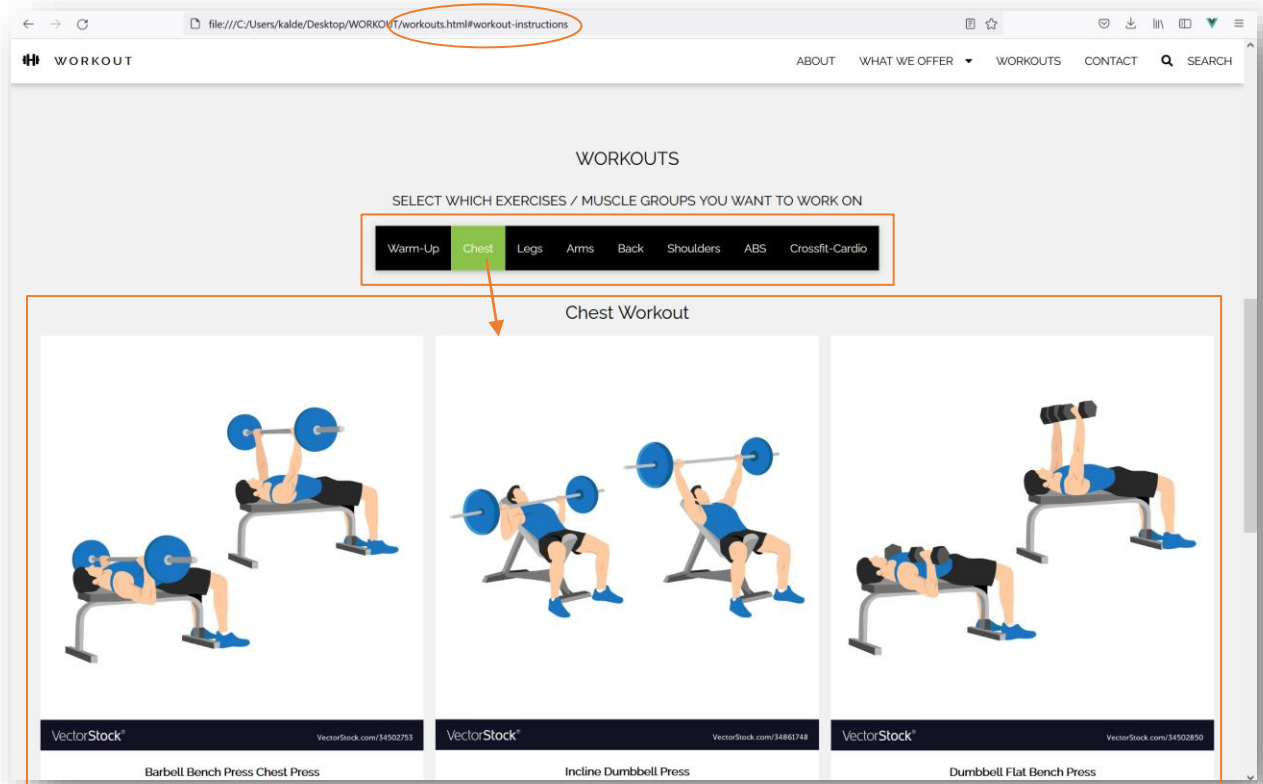 file:///C:/Users/kalde/Desktop/WORKOUT/workouts.html#workout-instructions
WORKOUT ABOUT WHAT WE OFFER WORKOUTS CONTACT SEARCH
WORKOUTS
SELECT WHICH EXERCISES / MUSCLE GROUPS YOU WANT TO WORK ON
Warm-Up Chest Legs Arms Back Shoulders ABS Crossfit-Cardio
Chest Workout
VectorStock® VectorStock.com/34502753 VectorStock® VectorStock.com/34861748 VectorStock® VectorStock.com/34502850
Barbell Bench Press Chest Press Incline Dumbbell Press Dumbbell Flat Bench Press